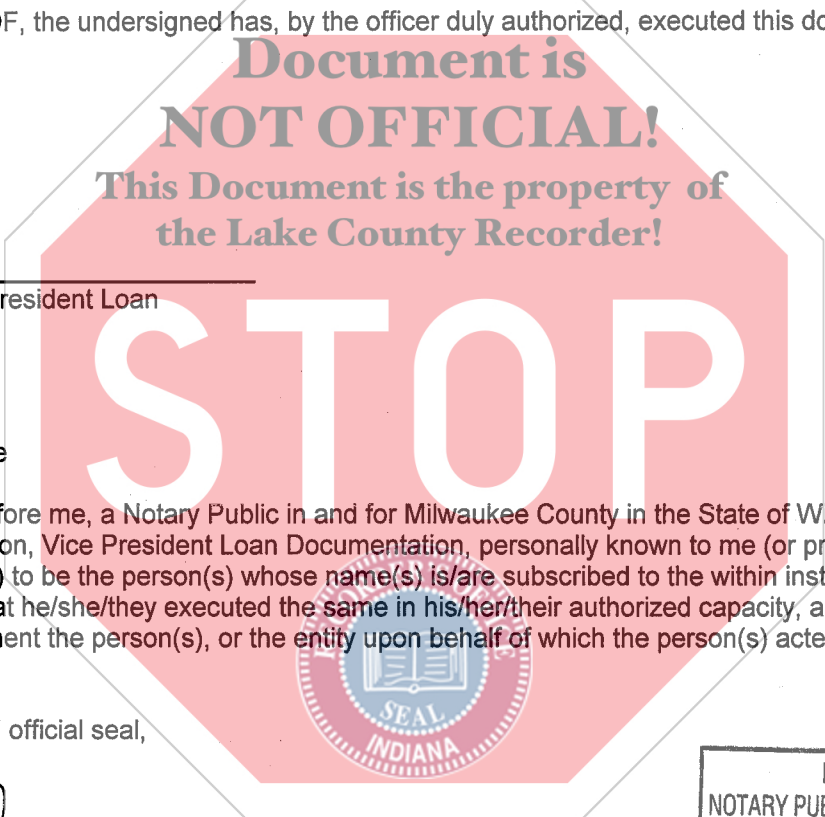 F, the undersigned has, by the officer duly authorized, executed this do
Document is
NOT OFFICIAL!
This Document is the property of
the Lake County Recorder!
resident Loan
STOP
e
fore me, a Notary Public in and for Milwaukee County in the State of W
on, Vice President Loan Documentation, personally known to me (or pr
) to be the person(s) whose name(s) is/are subscribed to the within inst
at he/she/they executed the same in his/her/their authorized capacity, a
ent the person(s), or the entity upon behalf of which the person(s) acte
SEAL
INDIANA
official seal,
NOTARY PUB